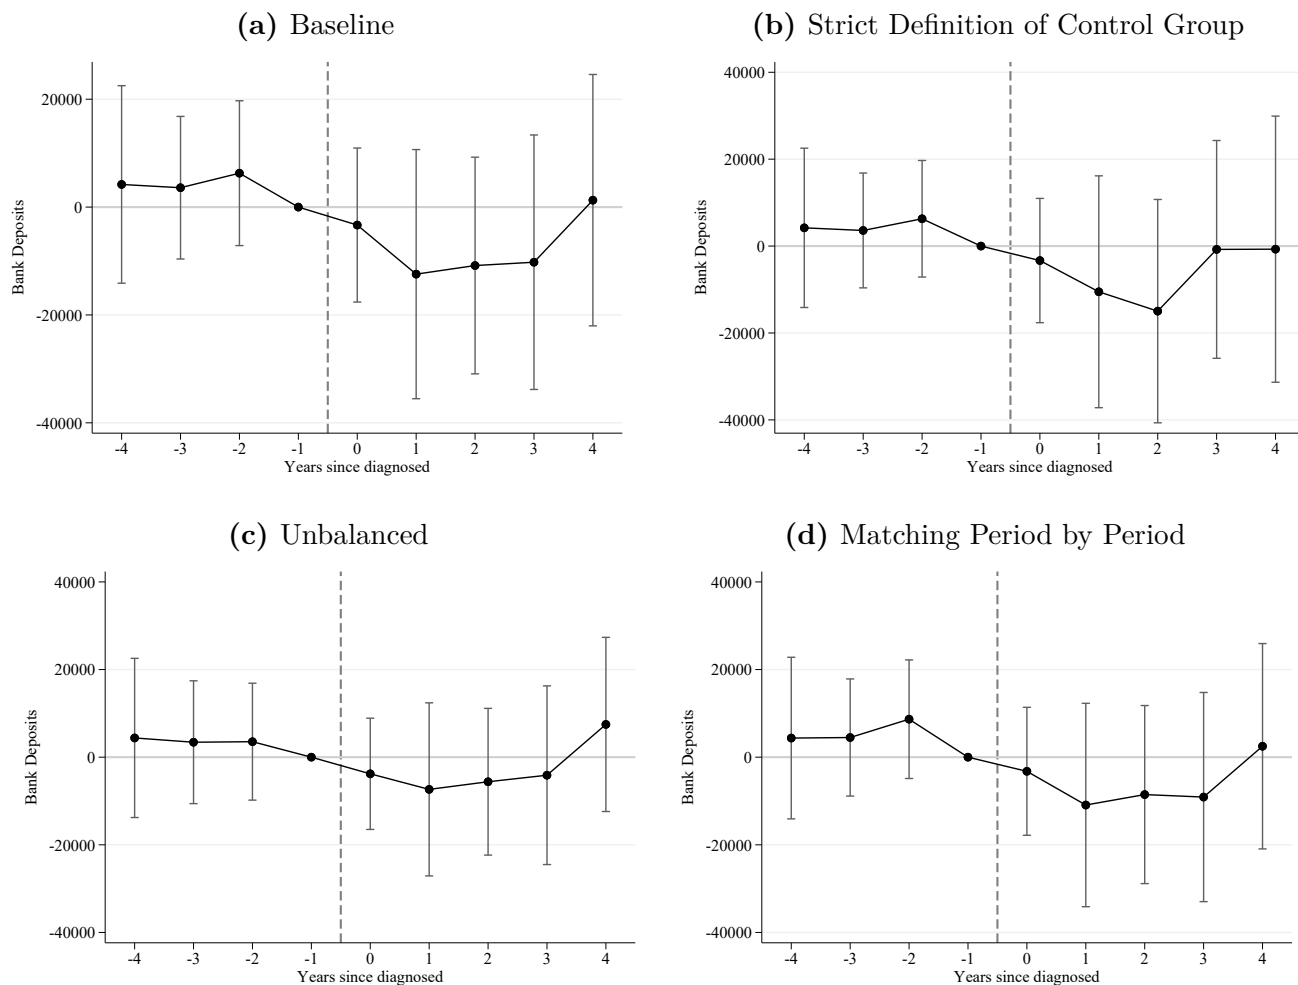 (a) Baseline
20000
0
-20000
-40000
Bank Deposits
-4 -3 -2 -1 0 1 2 3 4
Years since diagnosed
(b) Strict Definition of Control Group
40000
20000
0
-20000
-40000
Bank Deposits
-4 -3 -2 -1 0 1 2 3 4
Years since diagnosed
(c) Unbalanced
40000
20000
0
-20000
-40000
Bank Deposits
-4 -3 -2 -1 0 1 2 3 4
Years since diagnosed
(d) Matching Period by Period
40000
20000
0
-20000
-40000
Bank Deposits
-4 -3 -2 -1 0 1 2 3 4
Years since diagnosed